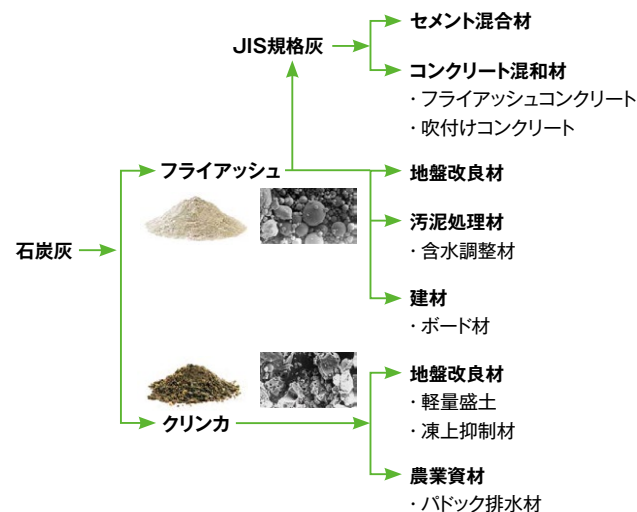 セメント混合材
JIS規格灰
コンクリート混和材
・フライアッシュコンクリート
・吹付けコンクリート
フライアッシュ
地盤改良材
汚泥処理材
・含水調整材
石炭灰
建材
・ボード材
地盤改良材
・軽量盛土
・凍上抑制材
クリンカ
農業資材
・パドック排水材